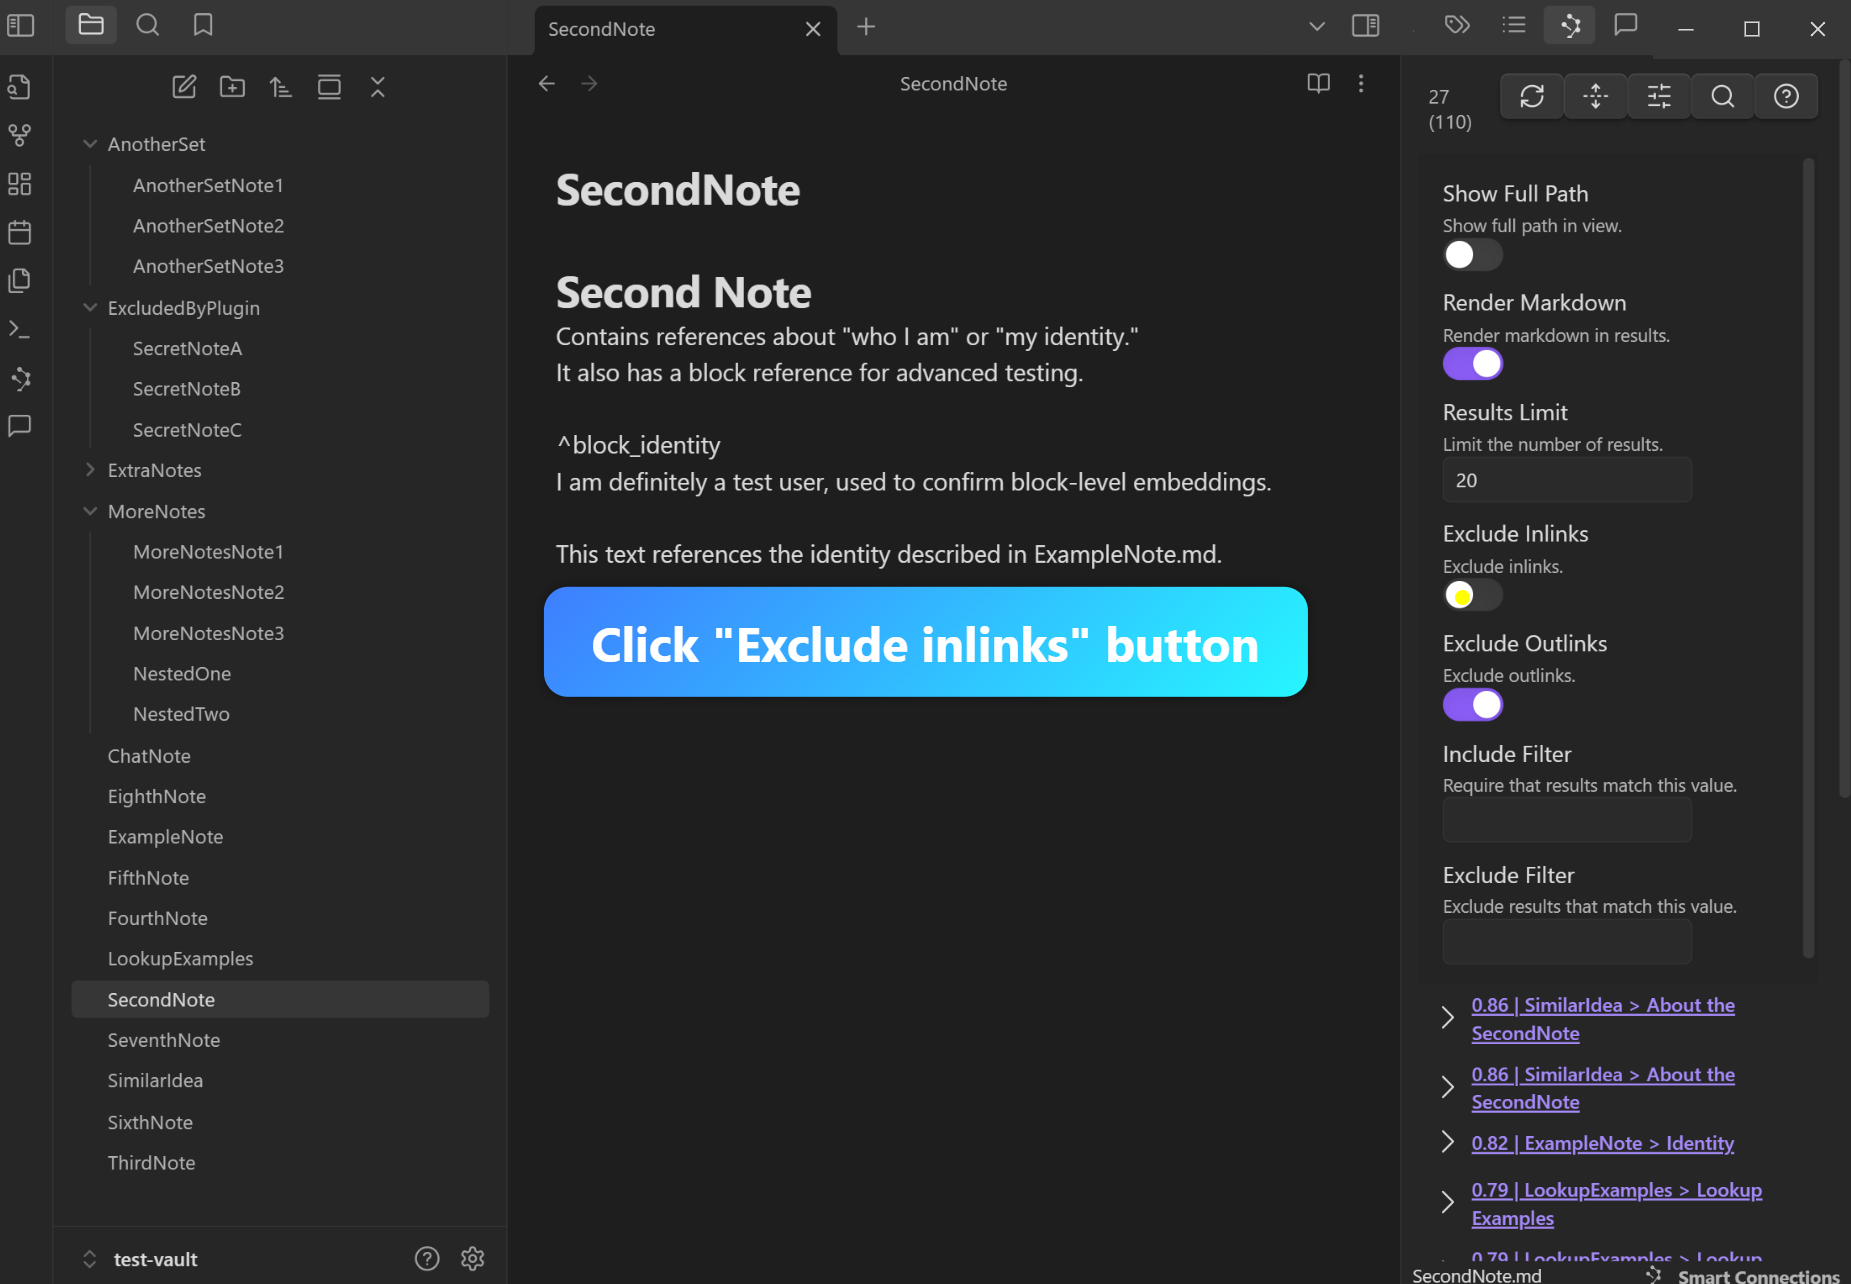 SecondNote
AnotherSet
AnotherSetNote1
AnotherSetNote2
AnotherSetNote3
ExcludedByPlugin
SecretNoteA
SecretNoteB
SecretNoteC
ExtraNotes
MoreNotes
MoreNotesNote1
MoreNotesNote2
MoreNotesNote3
NestedOne
NestedTwo
ChatNote
EighthNote
ExampleNote
FifthNote
FourthNote
LookupExamples
SecondNote
SeventhNote
SimilarIdea
SixthNote
ThirdNote
test-vault
SecondNote
SecondNote
Second Note
Contains references about "who I am" or "my identity."
It also has a block reference for advanced testing.
^block_identity
I am definitely a test user, used to confirm block-level embeddings.
This text references the identity described in ExampleNote.md.
Click "Exclude inlinks" button
27
(110)
Show Full Path
Show full path in view.
Render Markdown
Render markdown in results.
Results Limit
Limit the number of results.
20
Exclude Inlinks
Exclude inlinks.
Exclude Outlinks
Exclude outlinks.
Include Filter
Require that results match this value.
Exclude Filter
Exclude results that match this value.
0.86 | SimilarIdea > About the
SecondNote
0.86 | SimilarIdea > About the
SecondNote
0.82 | ExampleNote > Identity
0.79 | LookupExamples > Lookup
Examples
0.79 | LookupExamples > Lookup
SecondNote.md
Smart Connections